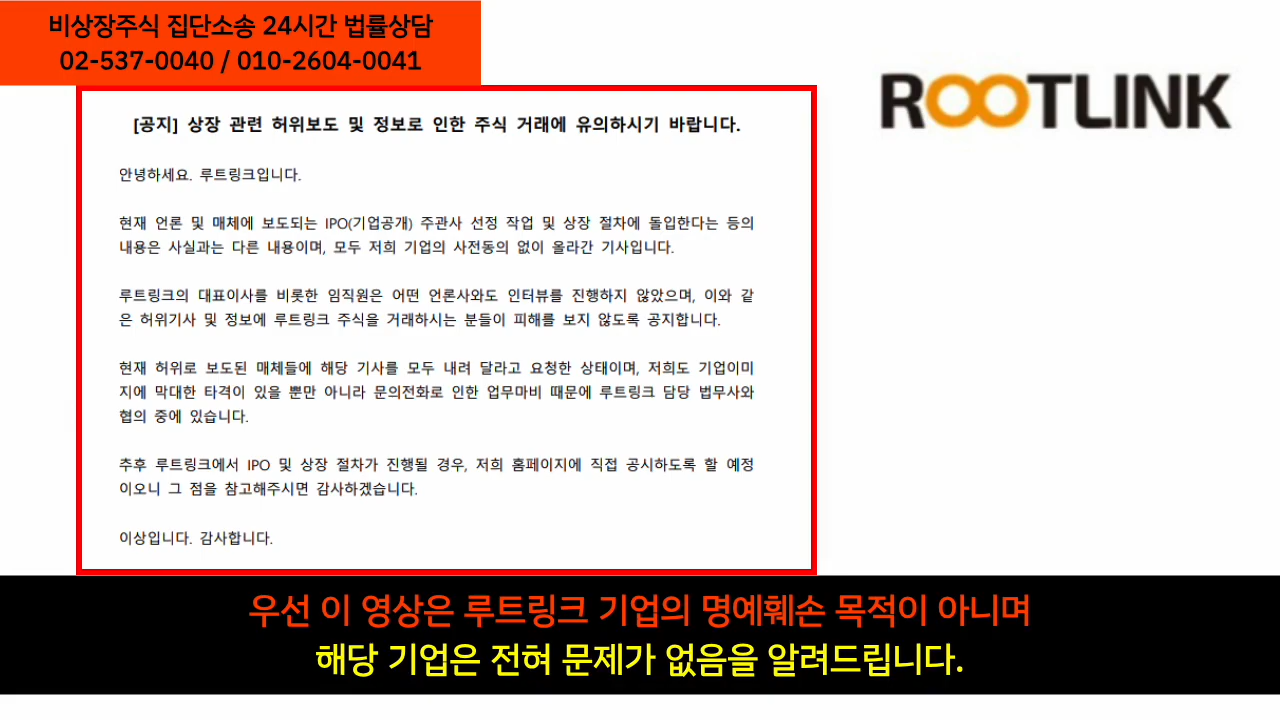 비상장주식 집단소송 24시간 법률상담
02-537-0040 / 010-2604-0041
ROOTLINK
[공지] 상장 관련 허위보도 및 정보로 인한 주식 거래에 유의하시기 바랍니다.
안녕하세요. 루트링크입니다.
현재 언론 및 매체에 보도되는 IPO(기업공개) 주관사 선정 작업 및 상장 절차에 돌입한다는 등의
내용은 사실과는 다른 내용이며, 모두 저희 기업의 사전동의 없이 올라간 기사입니다.
루트링크의 대표이사를 비롯한 임직원은 어떤 언론사와도 인터뷰를 진행하지 않았으며, 이와 같
은 허위기사 및 정보에 루트링크 주식을 거래하시는 분들이 피해를 보지 않도록 공지합니다.
현재 허위로 보도된 매체들에 해당 기사를 모두 내려 달라고 요청한 상태이며, 저희도 기업이미
지에 막대한 타격이 있을 뿐만 아니라 문의전화로 인한 업무마비 때문에 루트링크 담당 법무사와
협의 중에 있습니다.
추후 루트링크에서 IPO 및 상장 절차가 진행될 경우, 저희 홈페이지에 직접 공시하도록 할 예정
이오니 그 점을 참고해주시면 감사하겠습니다.
이상입니다. 감사합니다.
우선 이 영상은 루트링크 기업의 명예훼손 목적이 아니며
해당 기업은 전혀 문제가 없음을 알려드립니다.